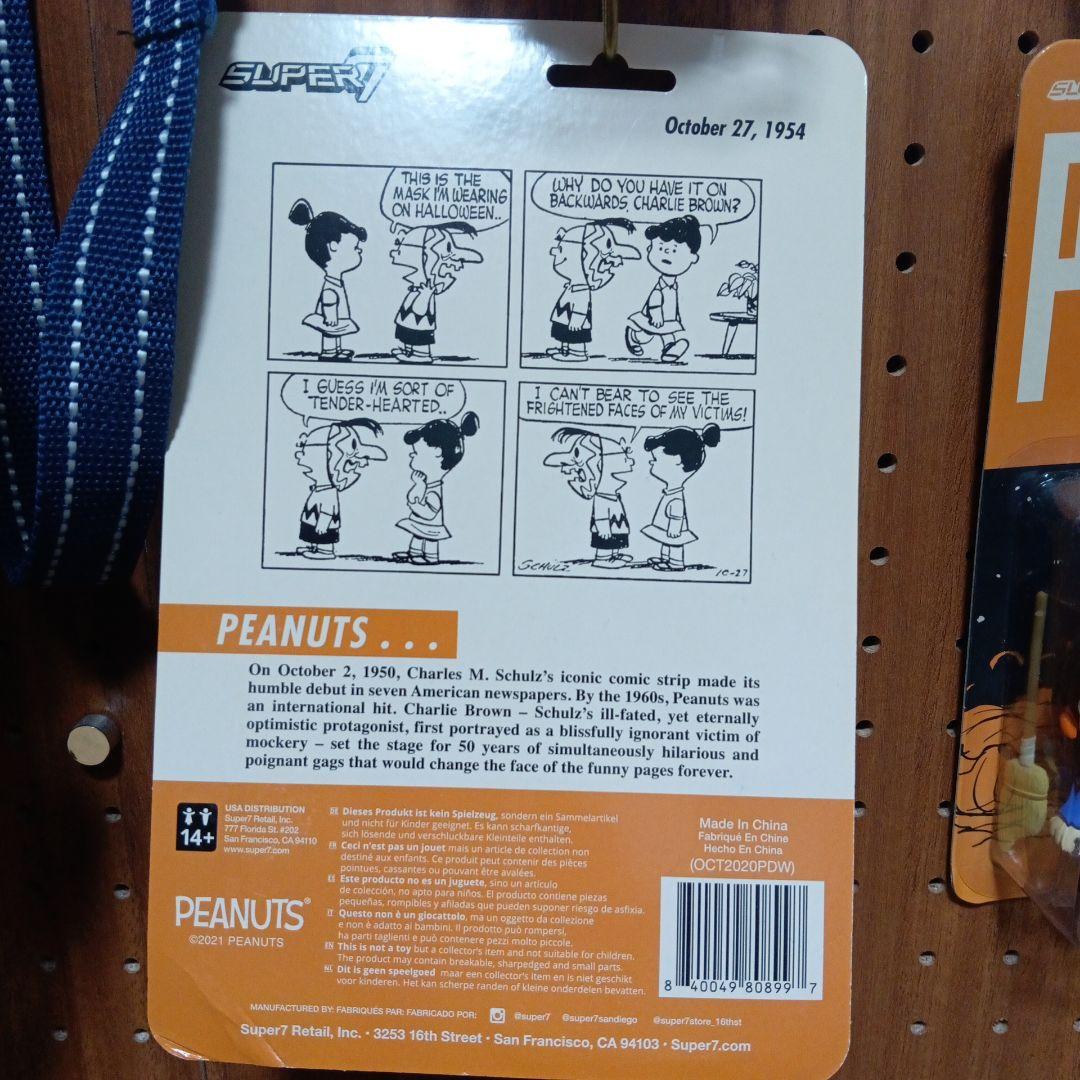 SUPER7
October 27, 1954
THIS IS THE
MASK I'M WEARING
ON HALLOWEEN..
WHY DO YOU HAVE IT ON
BACKWARDS, CHARLIE BROWN?
I GUESS I'M SORT OF
TENDER-HEARTED..
I CAN'T BEAR TO SEE THE
FRIGHTENED FACES OF MY VICTIMS!
SCHULZ
10-27
PEANUTS...
On October 2, 1950, Charles M. Schulz's iconic comic strip made its
humble debut in seven American newspapers. By the 1960s, Peanuts was
an international hit. Charlie Brown – Schulz's ill-fated, yet eternally
optimistic protagonist, first portrayed as a blissfully ignorant victim of
mockery – set the stage for 50 years of simultaneously hilarious and
poignant gags that would change the face of the funny pages forever.
14+
USA DISTRIBUTION
Super7 Retail, Inc.
777 Florida St. #202
San Francisco, CA 94110
www.super7.com
PEANUTS®
©2021 PEANUTS
DE Dieses Produkt ist kein Spielzeug, sondern ein Sammelartikel
und nicht für Kinder geeignet. Es kann scharfkantige,
sich lösende und verschluckbare Kleinteile enthalten.
FR Ceci n'est pas un jouet mais un article de collection non
destiné aux enfants. Ce produit peut contenir des pièces
pointues, cassantes ou pouvant être avalées.
ES Este producto no es un juguete, sino un artículo
de colección, no apto para niños. El producto contiene piezas
pequeñas, rompibles y afiladas que pueden suponer riesgo de asfixia.
IT Questo non è un giocattolo, ma un oggetto da collezione
e non è adatto ai bambini. Il prodotto può rompersi,
ha parti taglienti e può contenere pezzi molto piccole.
EN This is not a toy but a collector's item and not suitable for children.
The product may contain breakable, sharpedged and small parts.
NL Dit is geen speelgoed maar een collector's item en is niet geschikt
voor kinderen. Het kan scherpe randen of kleine onderdelen bevatten.
Made In China
Fabriqué En Chine
Hecho En China
(OCT2020PDW)
8 40049 80899 7
MANUFACTURED BY: FABRIQUÉS PAR: FABRICADO POR:
@super7 @super7sandiego @super7store_16thst
Super7 Retail, Inc. • 3253 16th Street • San Francisco, CA 94103 • Super7.com